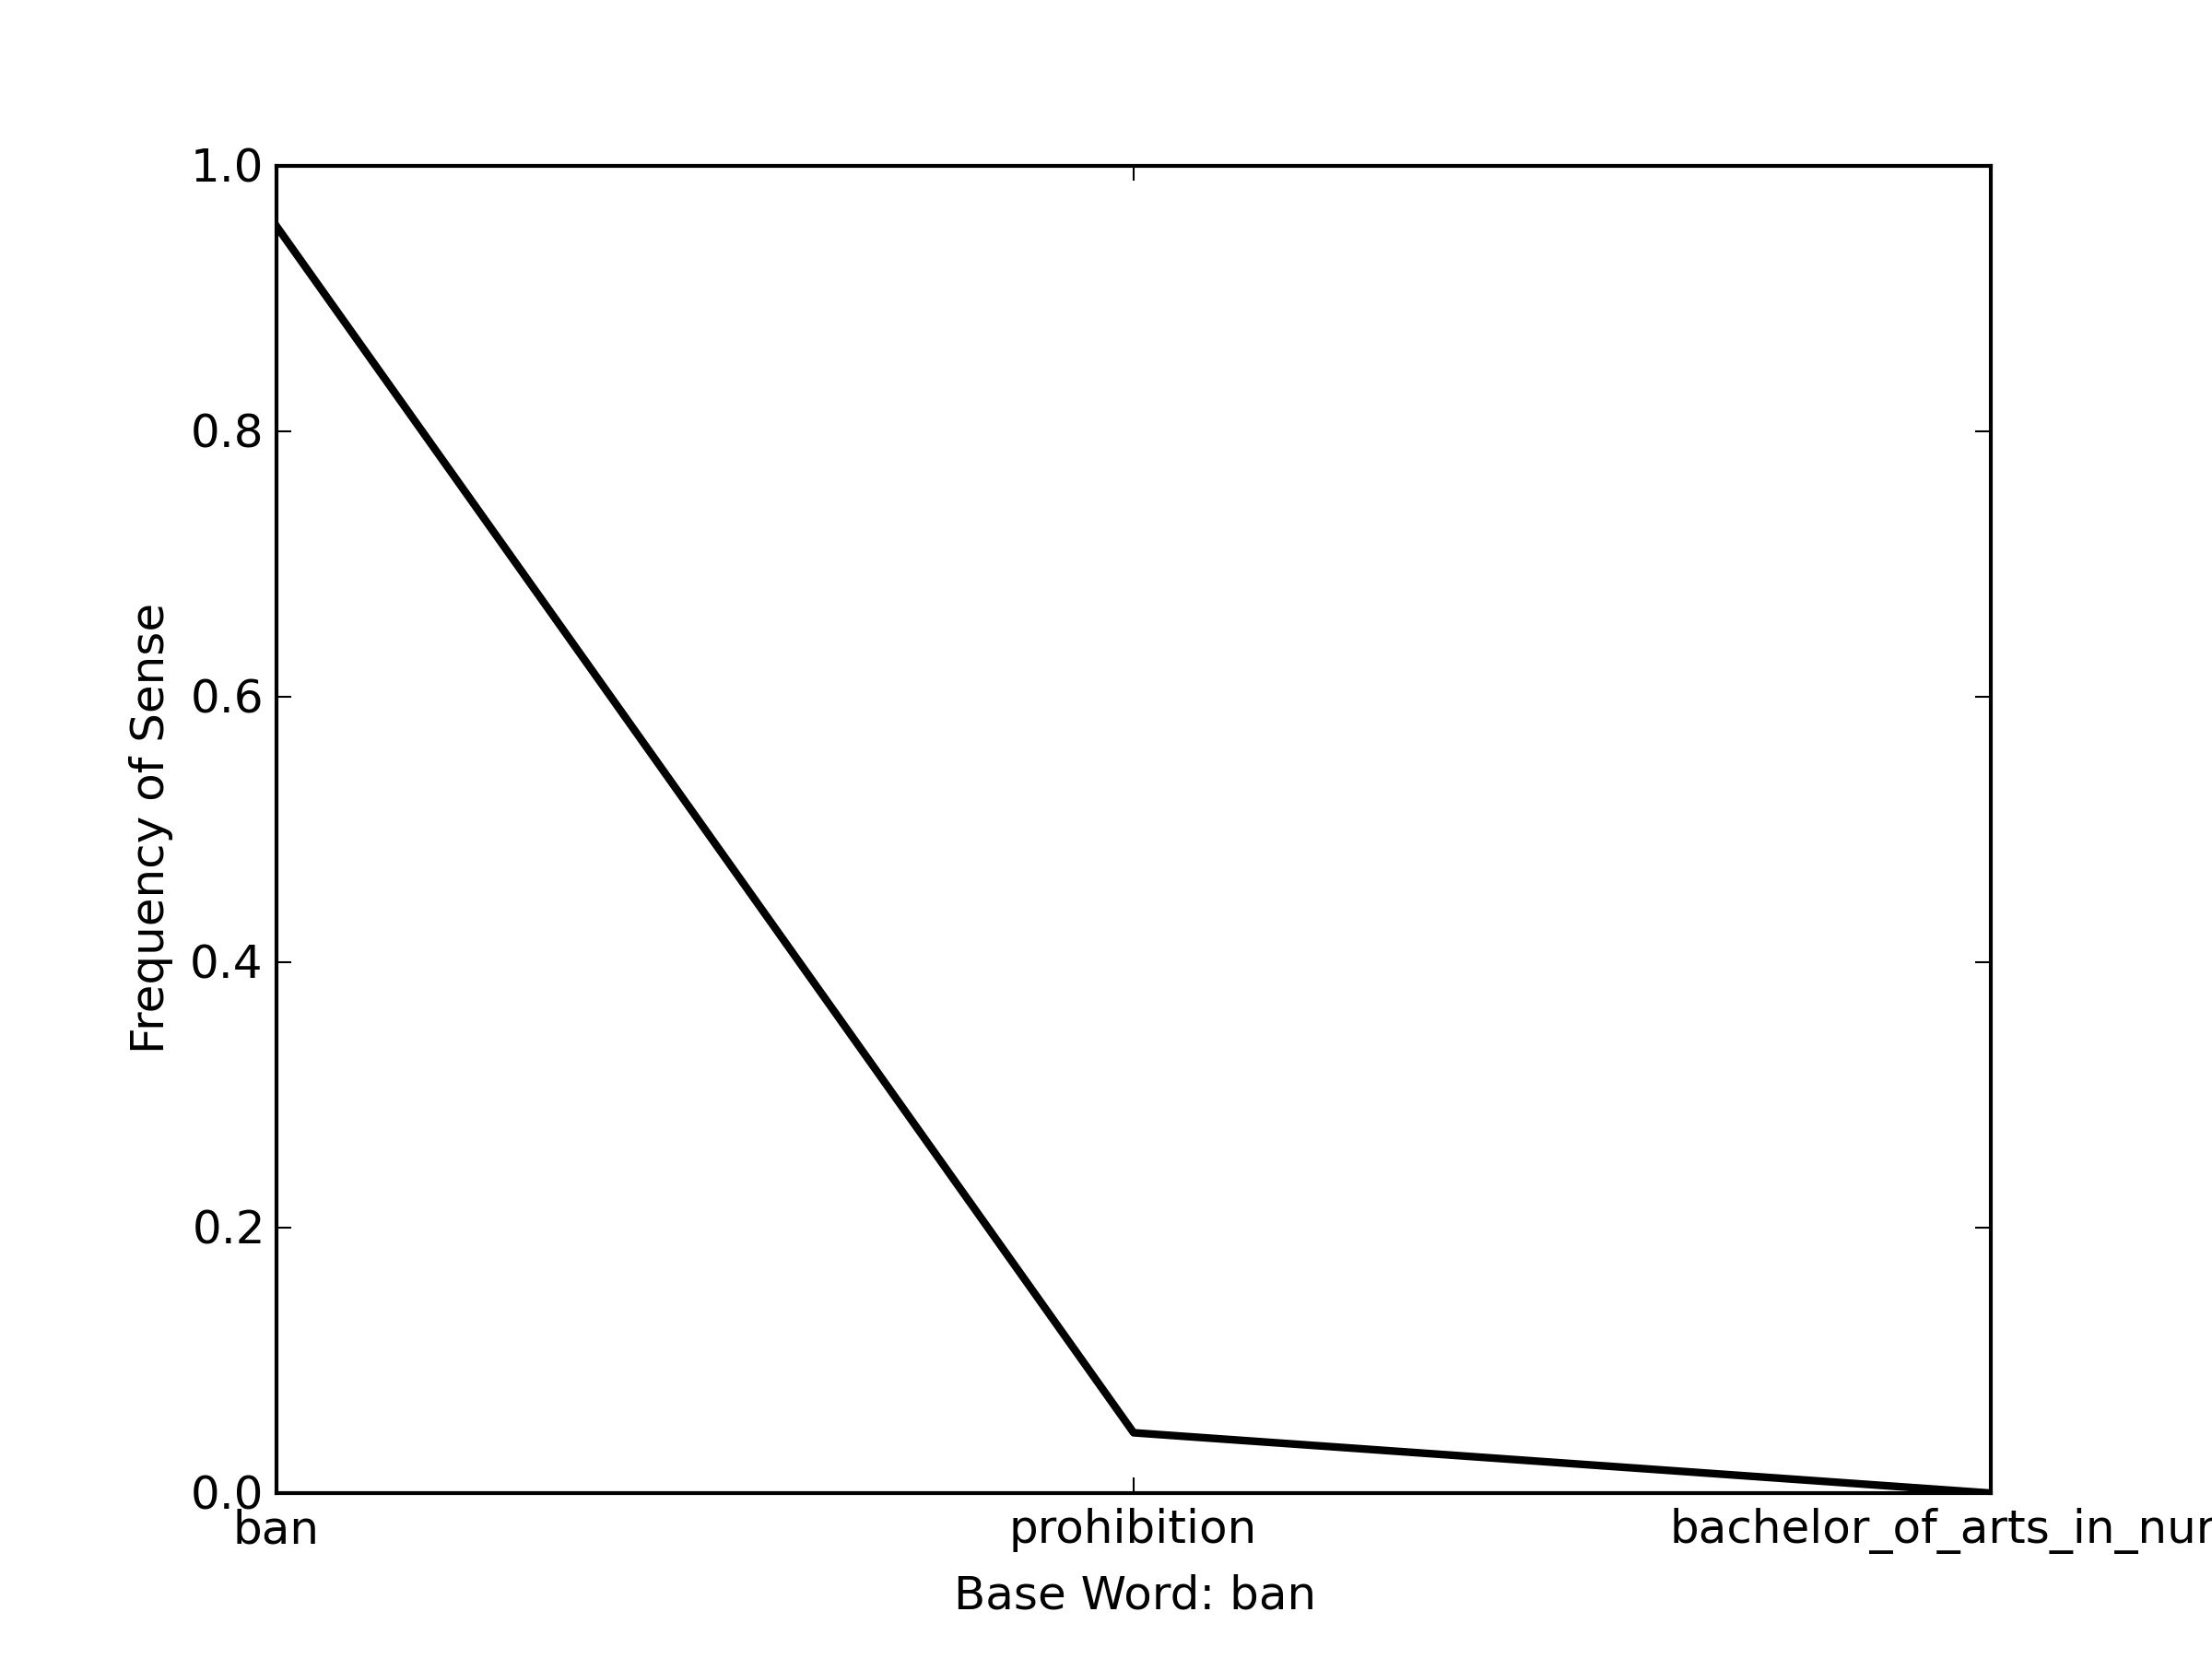 1.0
0.8
0.6
0.4
0.2
0.0
Frequency of Sense
ban
prohibition
bachelor_of_arts_in_nur
Base Word: ban